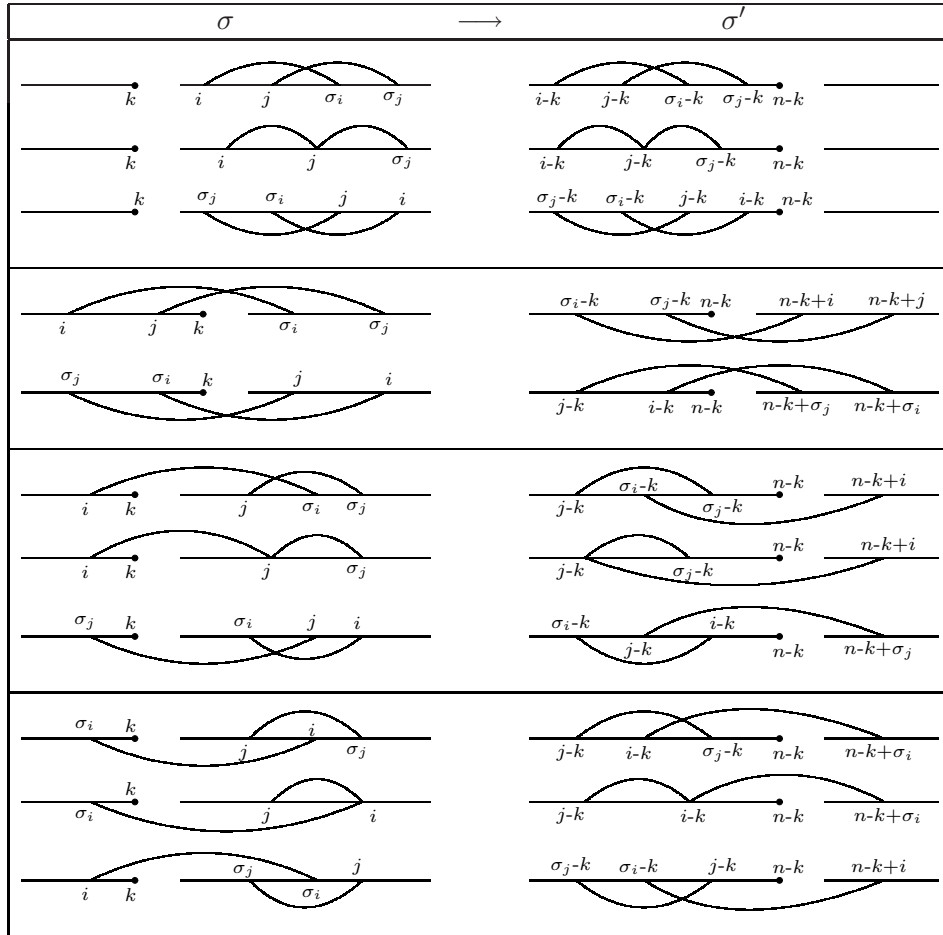 σ ⟶ σ′
k i j σ_i σ_j i-k j-k σ_i-k σ_j-k n-k
k i j σ_j i-k j-k σ_j-k n-k
k σ_j σ_i j i σ_j-k σ_i-k j-k i-k n-k
i j k σ_i σ_j σ_i-k σ_j-k n-k n-k+i n-k+j
σ_j σ_i k j i j-k i-k n-k n-k+σ_j n-k+σ_i
i k j σ_i σ_j j-k σ_i-k σ_j-k n-k n-k+i
i k j σ_j j-k σ_j-k n-k n-k+i
σ_j k σ_i j i σ_i-k j-k i-k n-k n-k+σ_j
σ_i k j i σ_j j-k i-k σ_j-k n-k n-k+σ_i
σ_i k j i j-k i-k n-k n-k+σ_i
i k σ_j σ_i j σ_j-k σ_i-k j-k n-k n-k+i